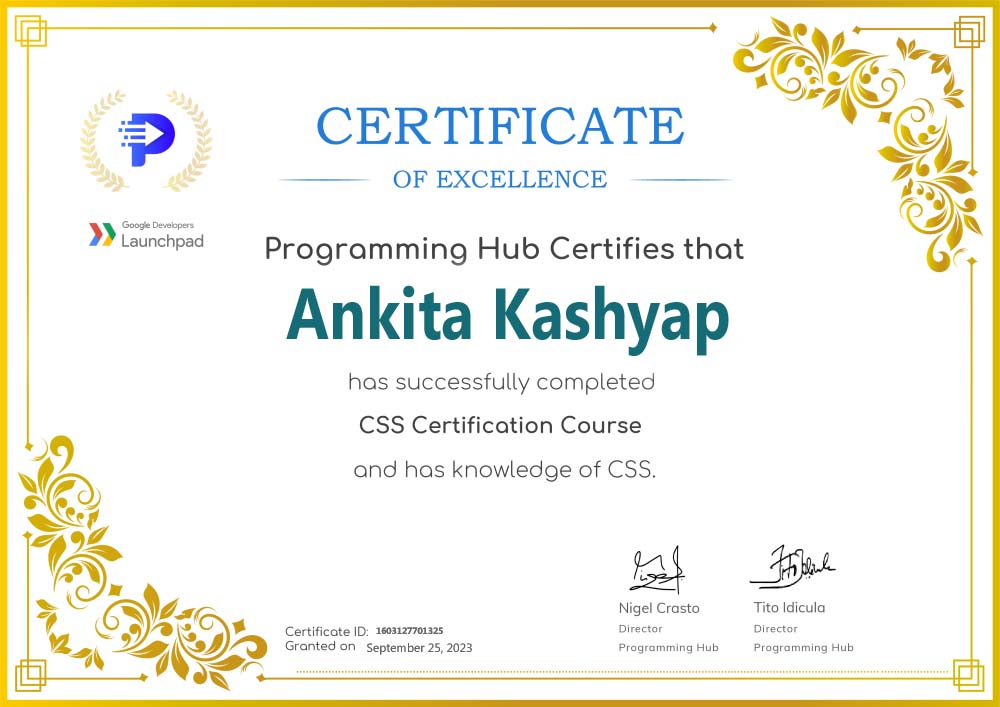 CERTIFICATE
OF EXCELLENCE
Google Developers
Launchpad
Programming Hub Certifies that
Ankita Kashyap
has successfully completed
CSS Certification Course
and has knowledge of CSS.
Nigel Crasto
Director
Programming Hub
Tito Idicula
Director
Programming Hub
Certificate ID: 1603127701325
Granted on September 25, 2023